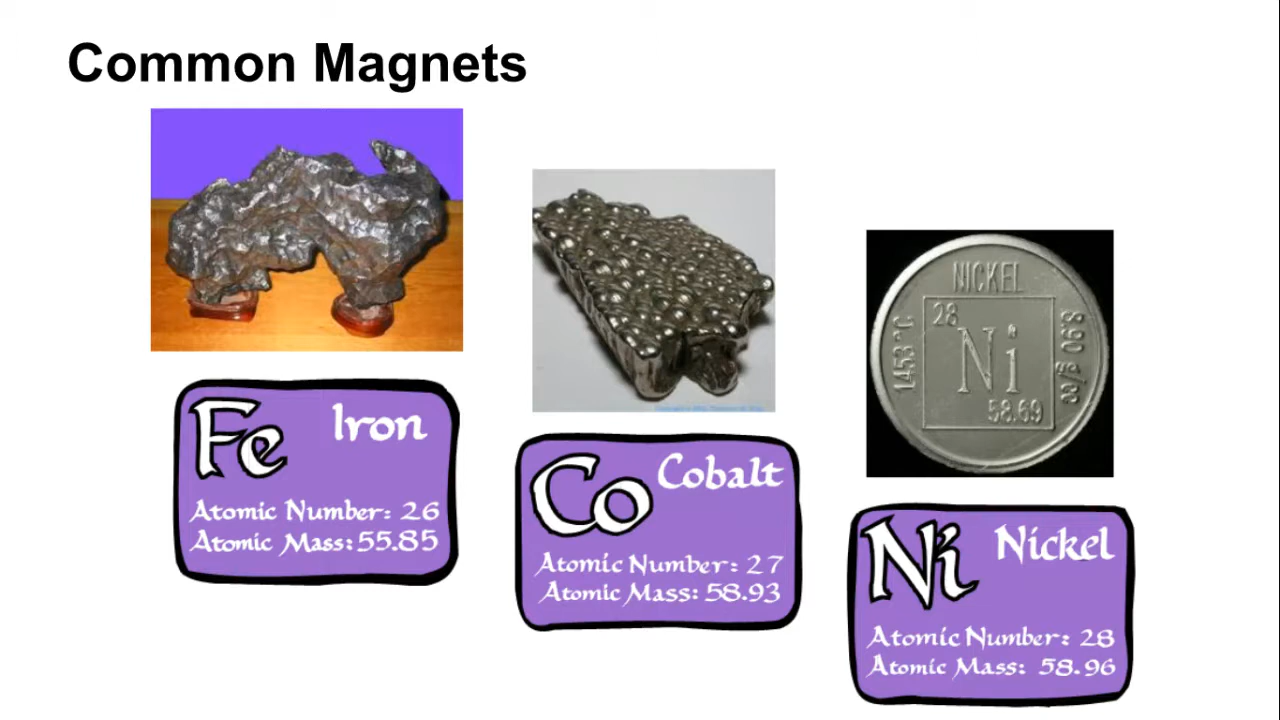 Common Magnets
Fe Iron
Atomic Number: 26
Atomic Mass: 55.85
Co Cobalt
Atomic Number: 27
Atomic Mass: 58.93
NICKEL
28
Ni
58.69
1453 °C
8.90 g/cc
Ni Nickel
Atomic Number: 28
Atomic Mass: 58.96